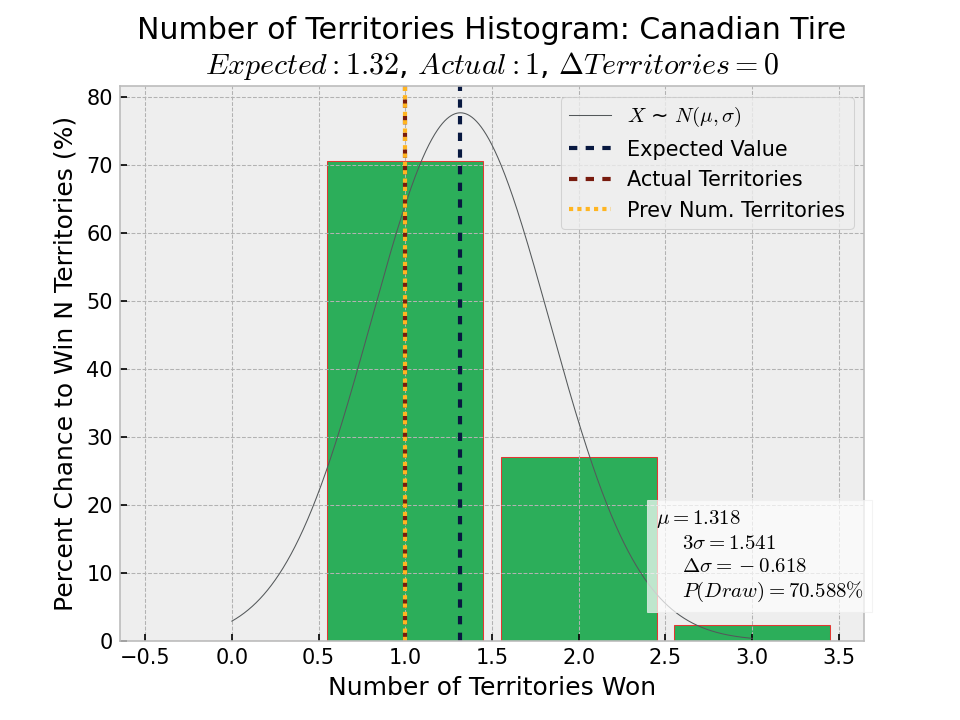 Number of Territories Histogram: Canadian Tire
Expected : 1.32, Actual : 1, ΔTerritories = 0
Percent Chance to Win N Territories (%)
80
70
60
50
40
30
20
10
0
X ~ N(μ, σ)
Expected Value
Actual Territories
Prev Num. Territories
μ = 1.318
3σ = 1.541
Δσ = −0.618
P(Draw) = 70.588%
−0.5 0.0 0.5 1.0 1.5 2.0 2.5 3.0 3.5
Number of Territories Won